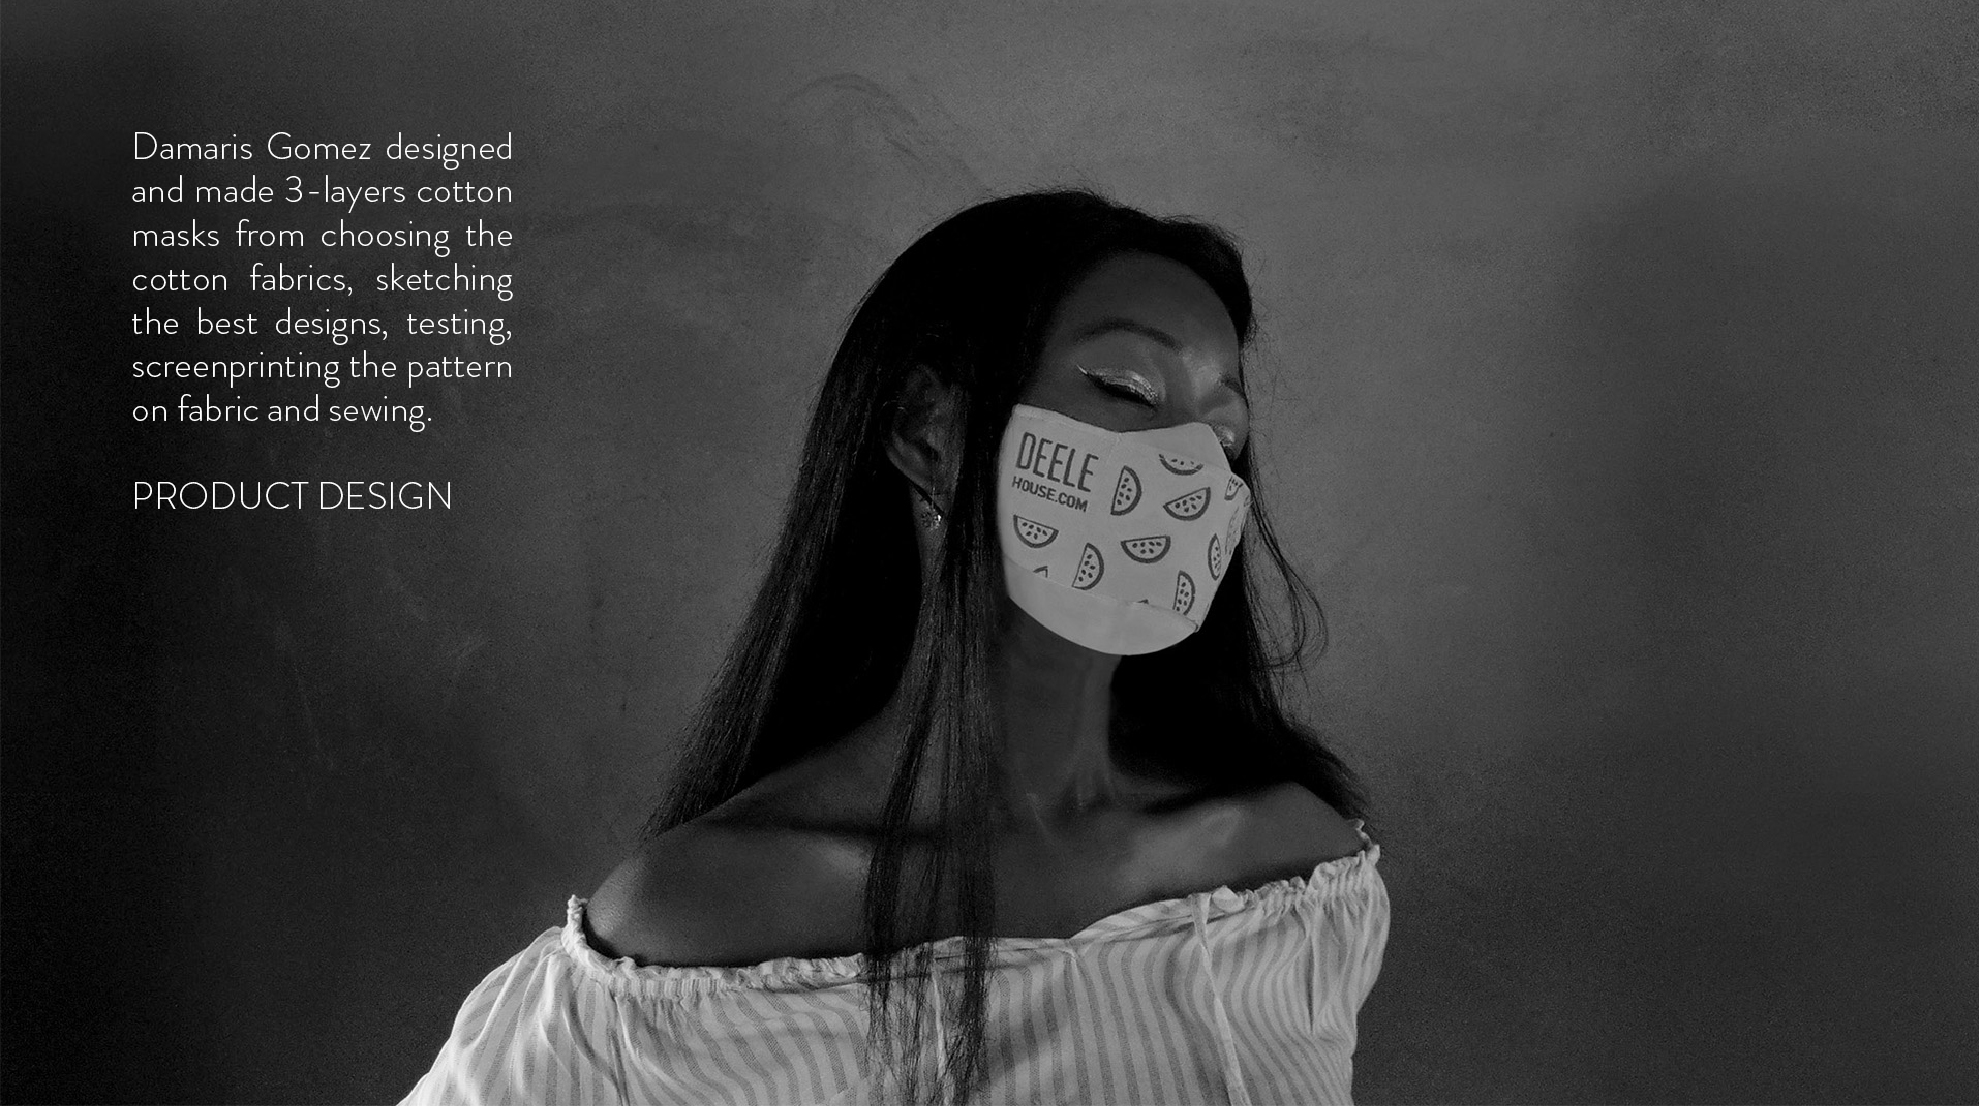 Damaris Gomez designed
and made 3-layers cotton
masks from choosing the
cotton fabrics, sketching
the best designs, testing,
screenprinting the pattern
on fabric and sewing.
PRODUCT DESIGN
DEELE
HOUSE.COM